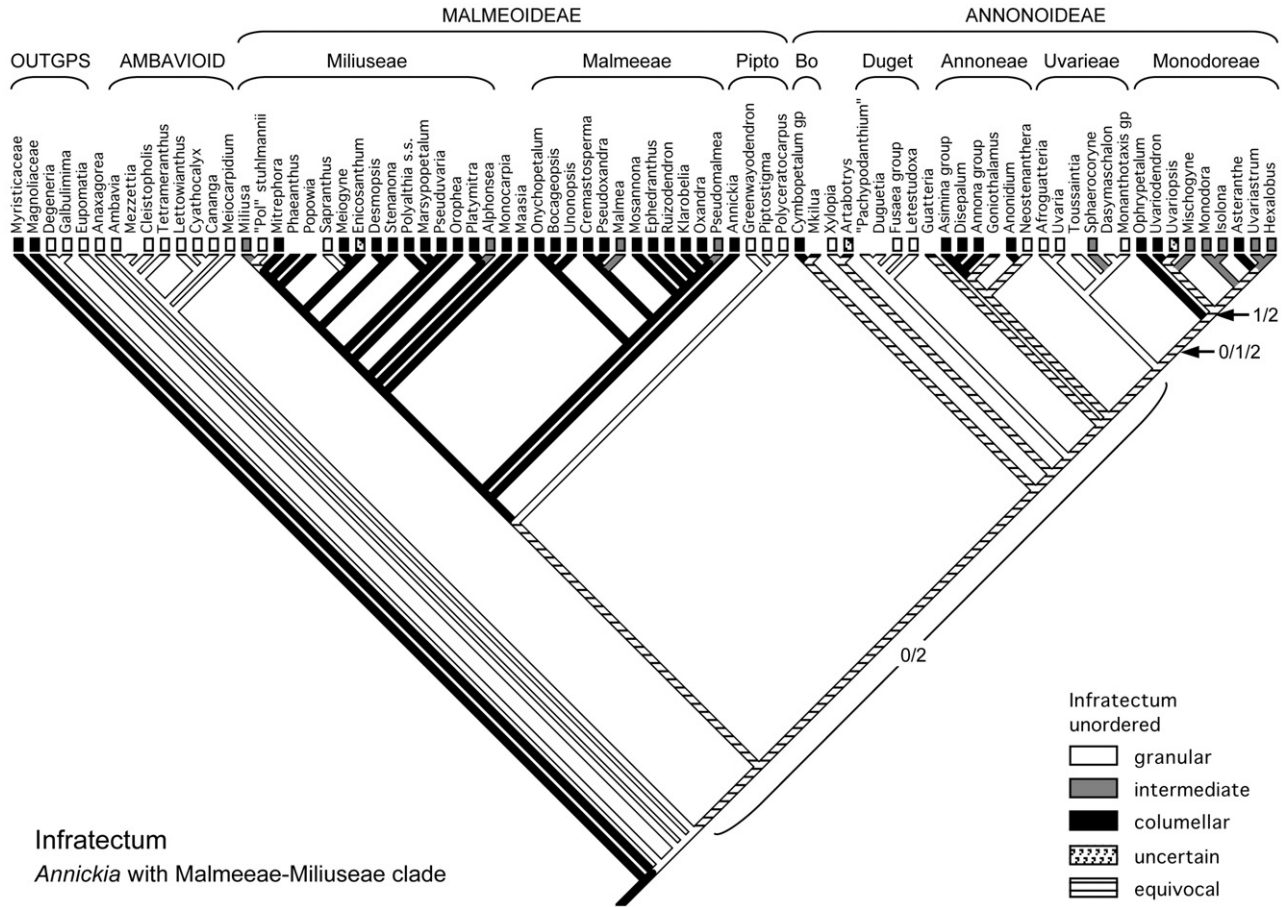 MALMEOIDEAE ANNONOIDEAE
OUTGPS AMBAVIOID Miliuseae Malmeeae Pipto Bo Duget Annoneae Uvarieae Monodoreae
Myristicaceae
Magnoliaceae
Degeneria
Galbulimima
Eupomatia
Anaxagorea
Ambavia
Mezzettia
Cleistopholis
Tetrameranthus
Lettowianthus
Cyathocalyx
Cananga
Meiocarpidium
Miliusa
"Pol" stuhlmannii
Mitrephora
Phaeanthus
Popowia
Sapranthus
Meiogyne
Enicosanthum
Desmopsis
Stenanona
Polyalthia s.s.
Marsypopetalum
Pseuduvaria
Orophea
Platymitra
Alphonsea
Monocarpia
Maasia
Onychopetalum
Bocageopsis
Unonopsis
Cremastosperma
Pseudoxandra
Malmea
Mosannona
Ephedranthus
Ruizodendron
Klarobelia
Oxandra
Pseudomalmea
Annickia
Greenwayodendron
Piptostigma
Polyceratocarpus
Cymbopetalum gp
Mkilua
Xylopia
Artabotrys
"Pachypodanthium"
Duguetia
Fusaea group
Letestudoxa
Guatteria
Asimina group
Disepalum
Annona group
Goniothalamus
Anonidium
Neostenanthera
Afroguatteria
Uvaria
Toussaintia
Sphaerocoryne
Dasymaschalon
Monanthotaxis gp
Ophrypetalum
Uvariodendron
Uvariopsis
Mischogyne
Monodora
Isolona
Asteranthe
Uvariastrum
Hexalobus
1/2
0/1/2
0/2
Infratectum
unordered
granular
intermediate
columellar
uncertain
equivocal
Infratectum
Annickia with Malmeeae-Miliuseae clade